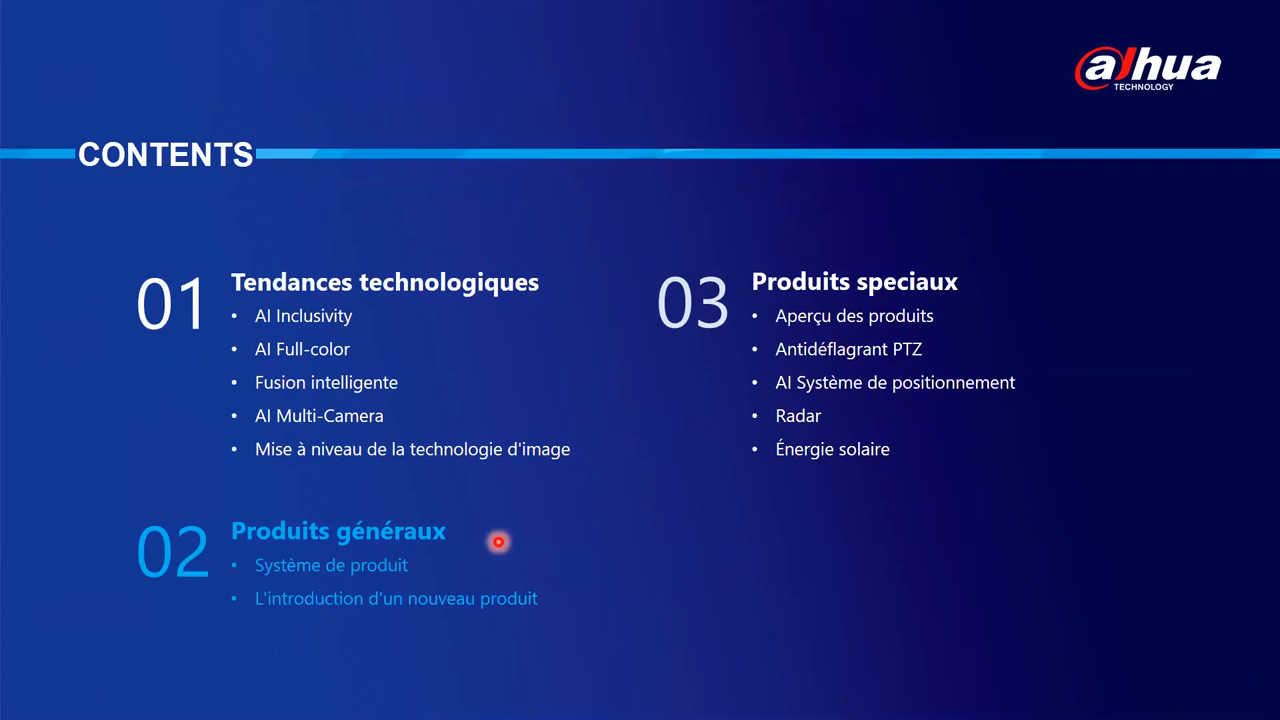 alhua
TECHNOLOGY
CONTENTS
01
Tendances technologiques
• AI Inclusivity
• AI Full-color
• Fusion intelligente
• AI Multi-Camera
• Mise à niveau de la technologie d'image
02
Produits généraux
• Système de produit
• L'introduction d'un nouveau produit
03
Produits speciaux
• Aperçu des produits
• Antidéflagrant PTZ
• AI Système de positionnement
• Radar
• Énergie solaire